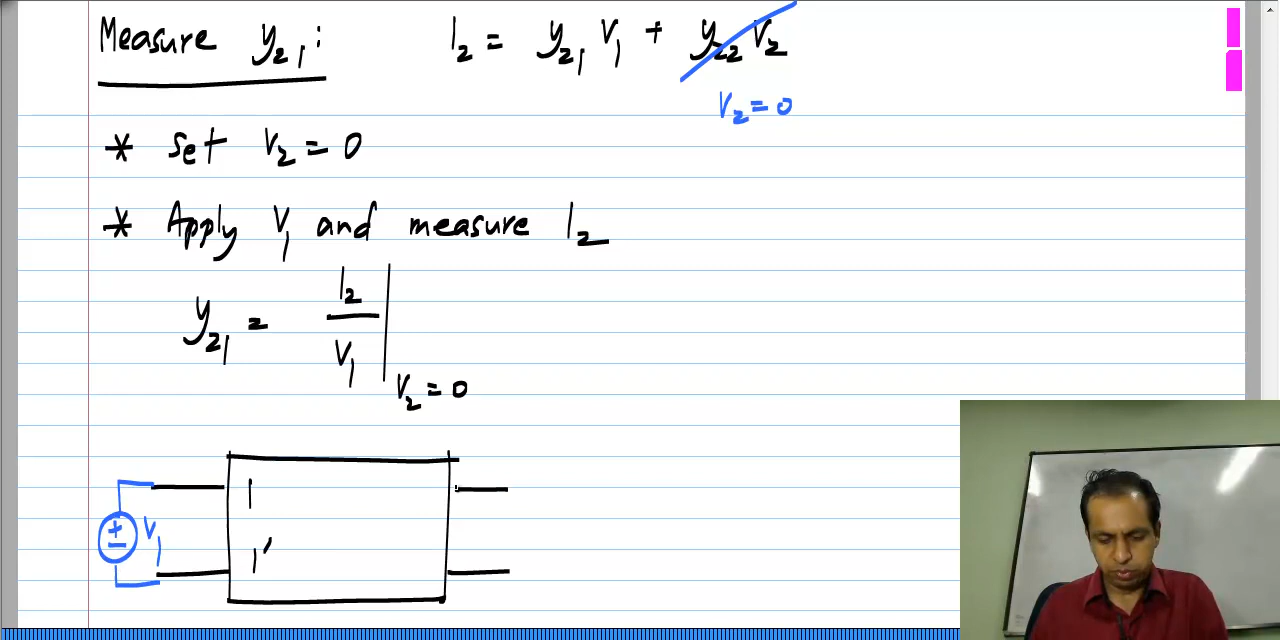 Measure y21: I2 = y21 V1 + y22 V2
V2 = 0
* Set V2 = 0
* Apply V1 and measure I2
y21 = I2 / V1 | V2 = 0
1
+ − V1
1'